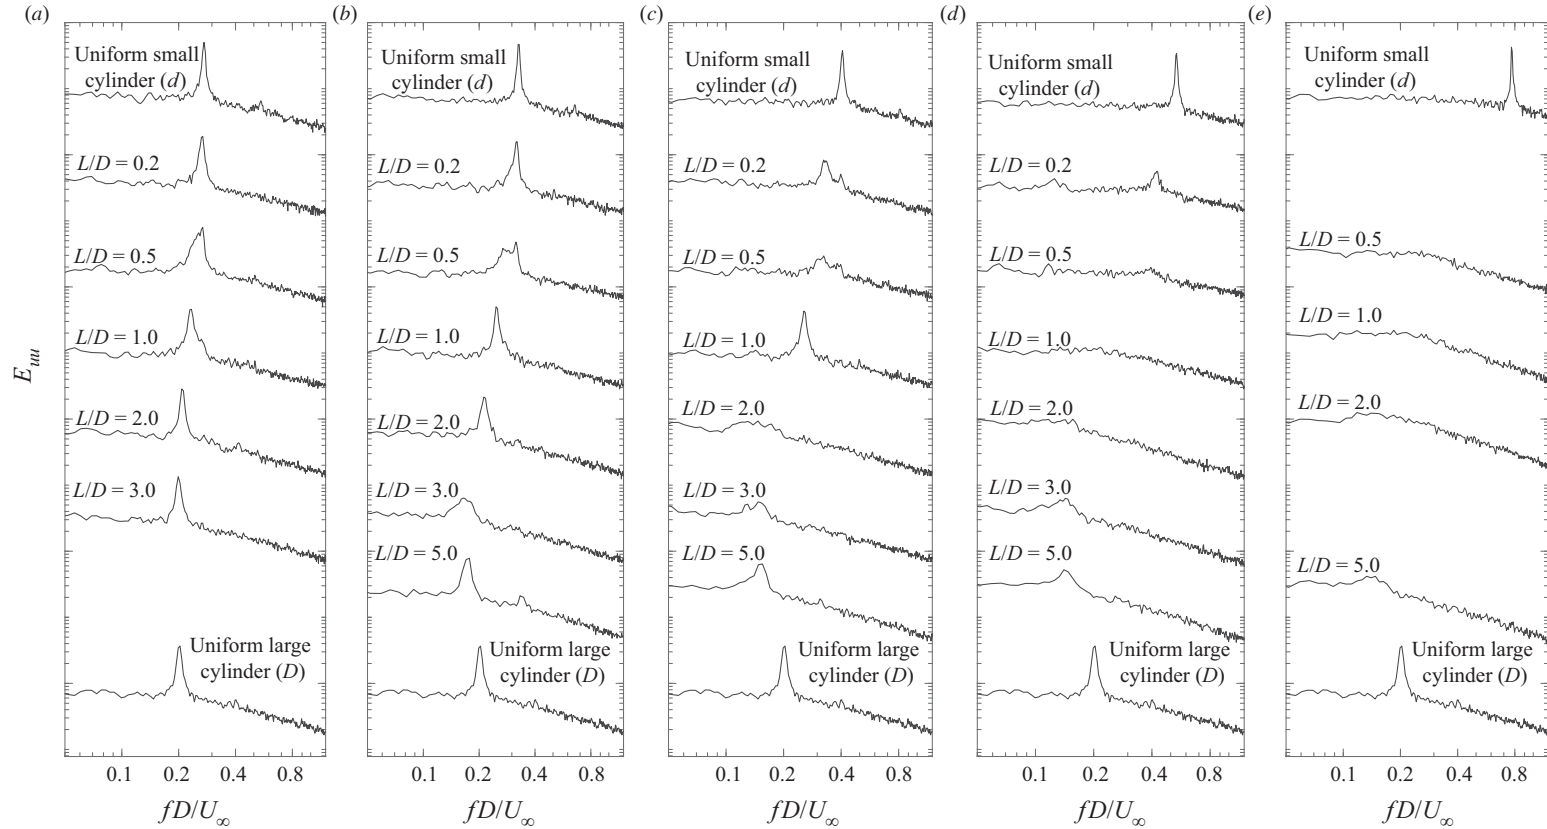 (a)
(b)
(c)
(d)
(e)
E_uu
Uniform small
cylinder (d)
L/D = 0.2
L/D = 0.5
L/D = 1.0
L/D = 2.0
L/D = 3.0
Uniform large
cylinder (D)
0.1 0.2 0.4 0.8
fD/U∞
Uniform small
cylinder (d)
L/D = 0.2
L/D = 0.5
L/D = 1.0
L/D = 2.0
L/D = 3.0
L/D = 5.0
Uniform large
cylinder (D)
0.1 0.2 0.4 0.8
fD/U∞
Uniform small
cylinder (d)
L/D = 0.2
L/D = 0.5
L/D = 1.0
L/D = 2.0
L/D = 3.0
L/D = 5.0
Uniform large
cylinder (D)
0.1 0.2 0.4 0.8
fD/U∞
Uniform small
cylinder (d)
L/D = 0.2
L/D = 0.5
L/D = 1.0
L/D = 2.0
L/D = 3.0
L/D = 5.0
Uniform large
cylinder (D)
0.1 0.2 0.4 0.8
fD/U∞
Uniform small
cylinder (d)
L/D = 0.5
L/D = 1.0
L/D = 2.0
L/D = 5.0
Uniform large
cylinder (D)
0.1 0.2 0.4 0.8
fD/U∞